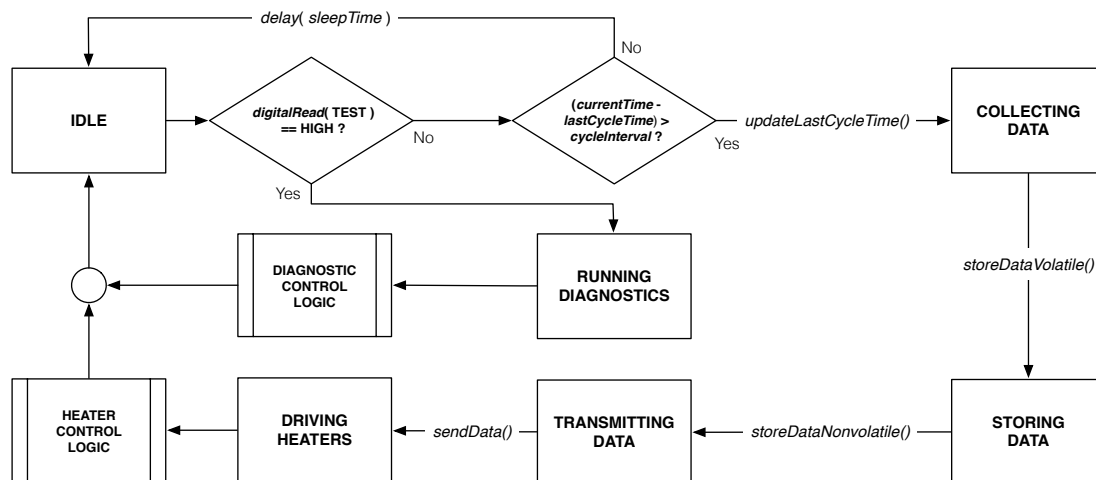 delay( sleepTime )
No
IDLE
digitalRead( TEST )
== HIGH ?
No
Yes
(currentTime -
lastCycleTime) >
cycleInterval ?
Yes
updateLastCycleTime()
COLLECTING
DATA
storeDataVolatile()
DIAGNOSTIC
CONTROL
LOGIC
RUNNING
DIAGNOSTICS
HEATER
CONTROL
LOGIC
DRIVING
HEATERS
sendData()
TRANSMITTING
DATA
storeDataNonvolatile()
STORING
DATA